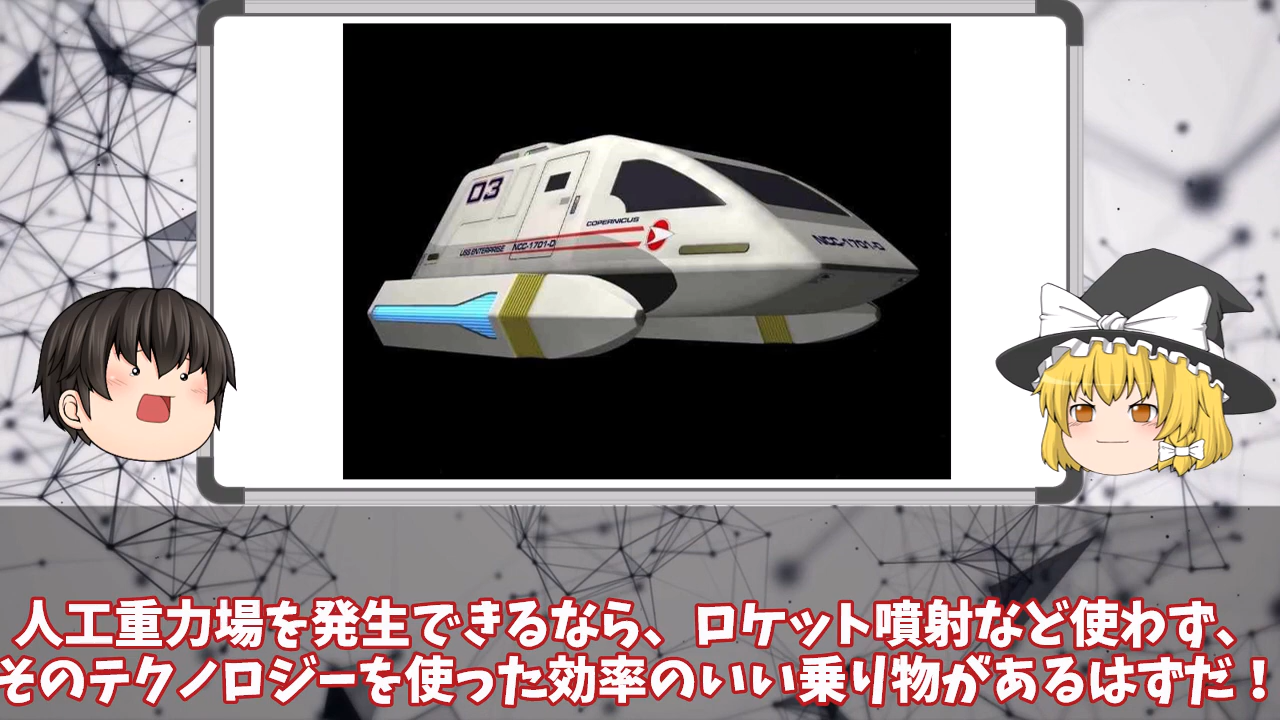 03
COPERNICUS
USS ENTERPRISE NCC-1701-D
NCC-1701-D
人工重力場を発生できるなら、ロケット噴射など使わず、
そのテクノロジーを使った効率のいい乗り物があるはずだ！